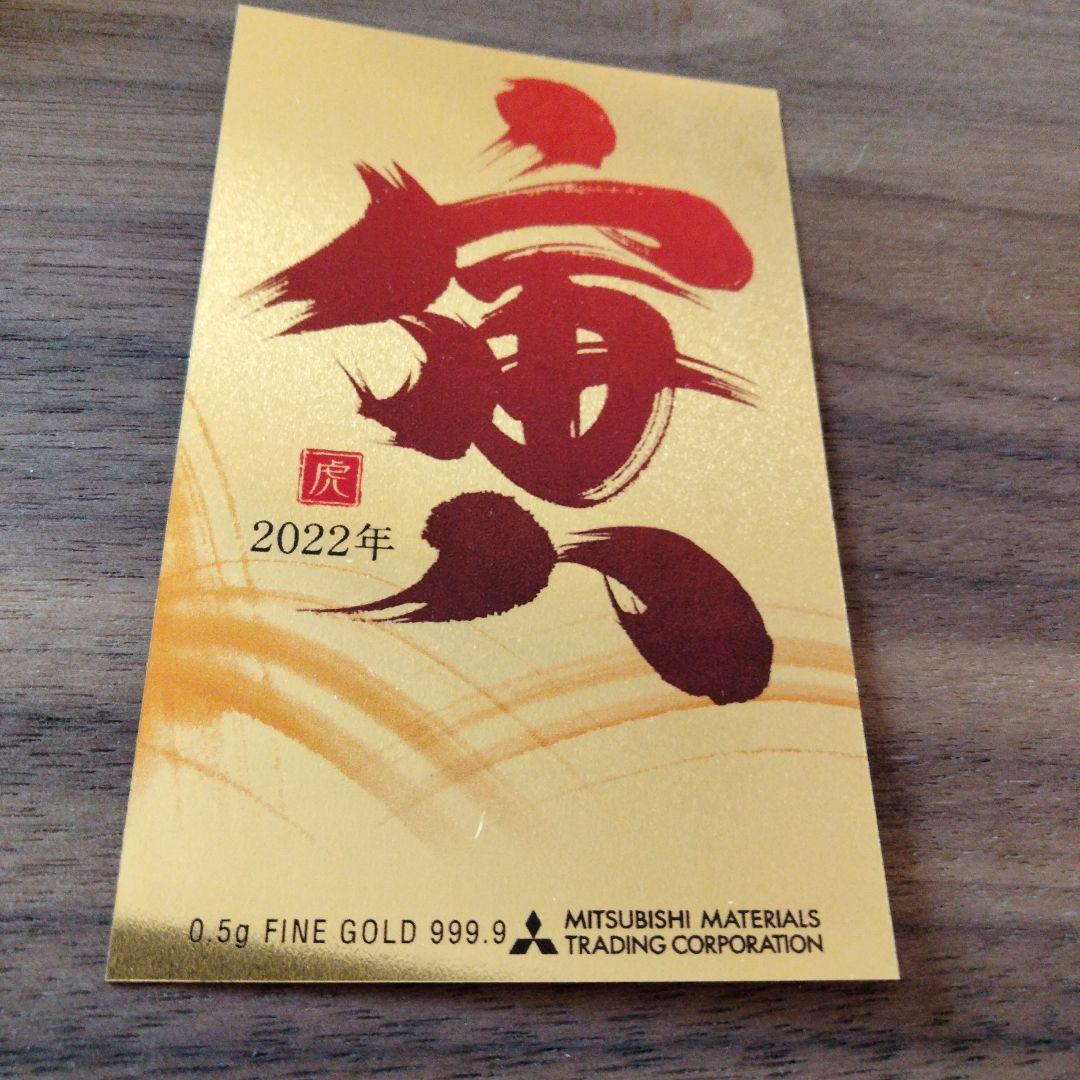 寅
虎
2022年
0.5g FINE GOLD 999.9
MITSUBISHI MATERIALS
TRADING CORPORATION